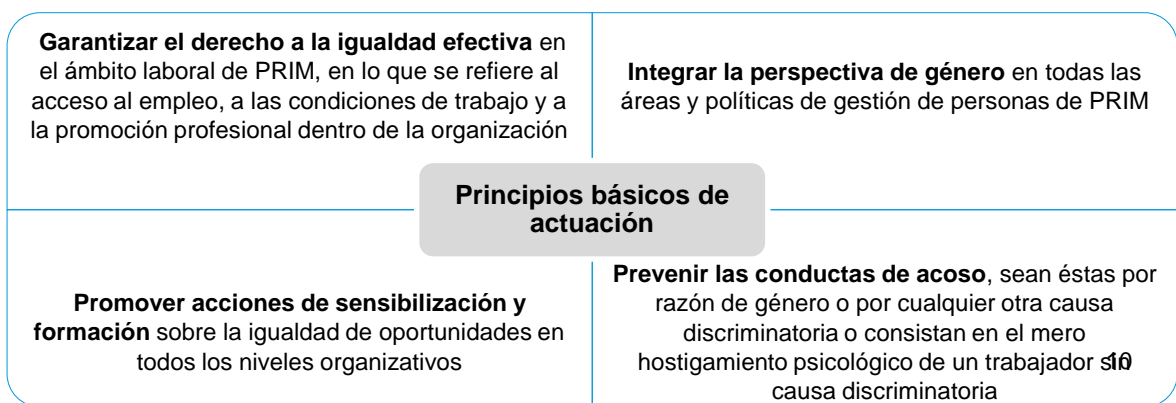 Garantizar el derecho a la igualdad efectiva en
el ámbito laboral de PRIM, en lo que se refiere al
acceso al empleo, a las condiciones de trabajo y a
la promoción profesional dentro de la organización
Integrar la perspectiva de género en todas las
áreas y políticas de gestión de personas de PRIM
Principios básicos de
actuación
Promover acciones de sensibilización y
formación sobre la igualdad de oportunidades en
todos los niveles organizativos
Prevenir las conductas de acoso, sean éstas por
razón de género o por cualquier otra causa
discriminatoria o consistan en el mero
hostigamiento psicológico de un trabajador sin
causa discriminatoria
10